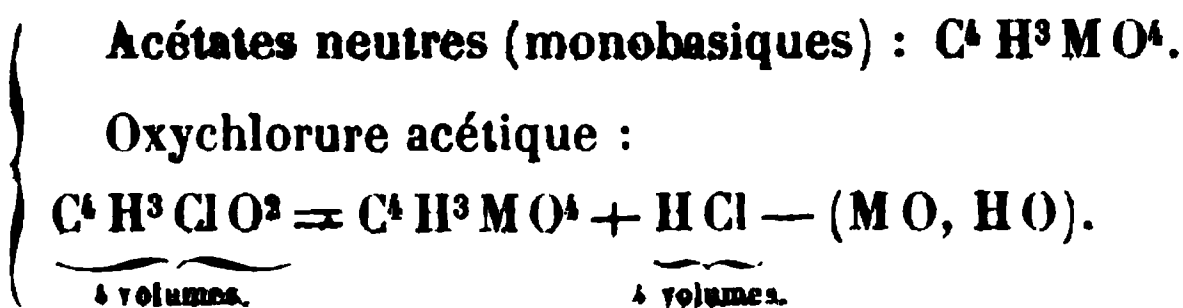 Acétates neutres (monobasiques) : C⁴ H³ M O⁴.
Oxychlorure acétique :
C⁴ H³ Cl O² = C⁴ H³ M O⁴ + H Cl — (M O, H O).
4 volumes. 4 volumes.